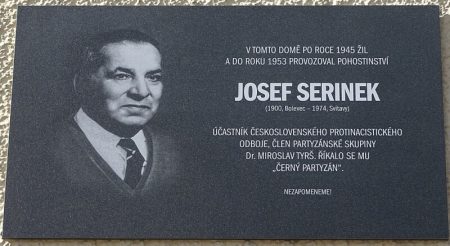 V TOMTO DOMĚ PO ROCE 1945 ŽIL
A DO ROKU 1953 PROVOZOVAL POHOSTINSTVÍ
JOSEF SERINEK
(1900, Bolevec – 1974, Svitavy)
ÚČASTNÍK ČESKOSLOVENSKÉHO PROTINACISTICKÉHO
ODBOJE, ČLEN PARTYZÁNSKÉ SKUPINY
Dr. MIROSLAV TYRŠ. ŘÍKALO SE MU
„ČERNÝ PARTYZÁN“.
NEZAPOMENEME!